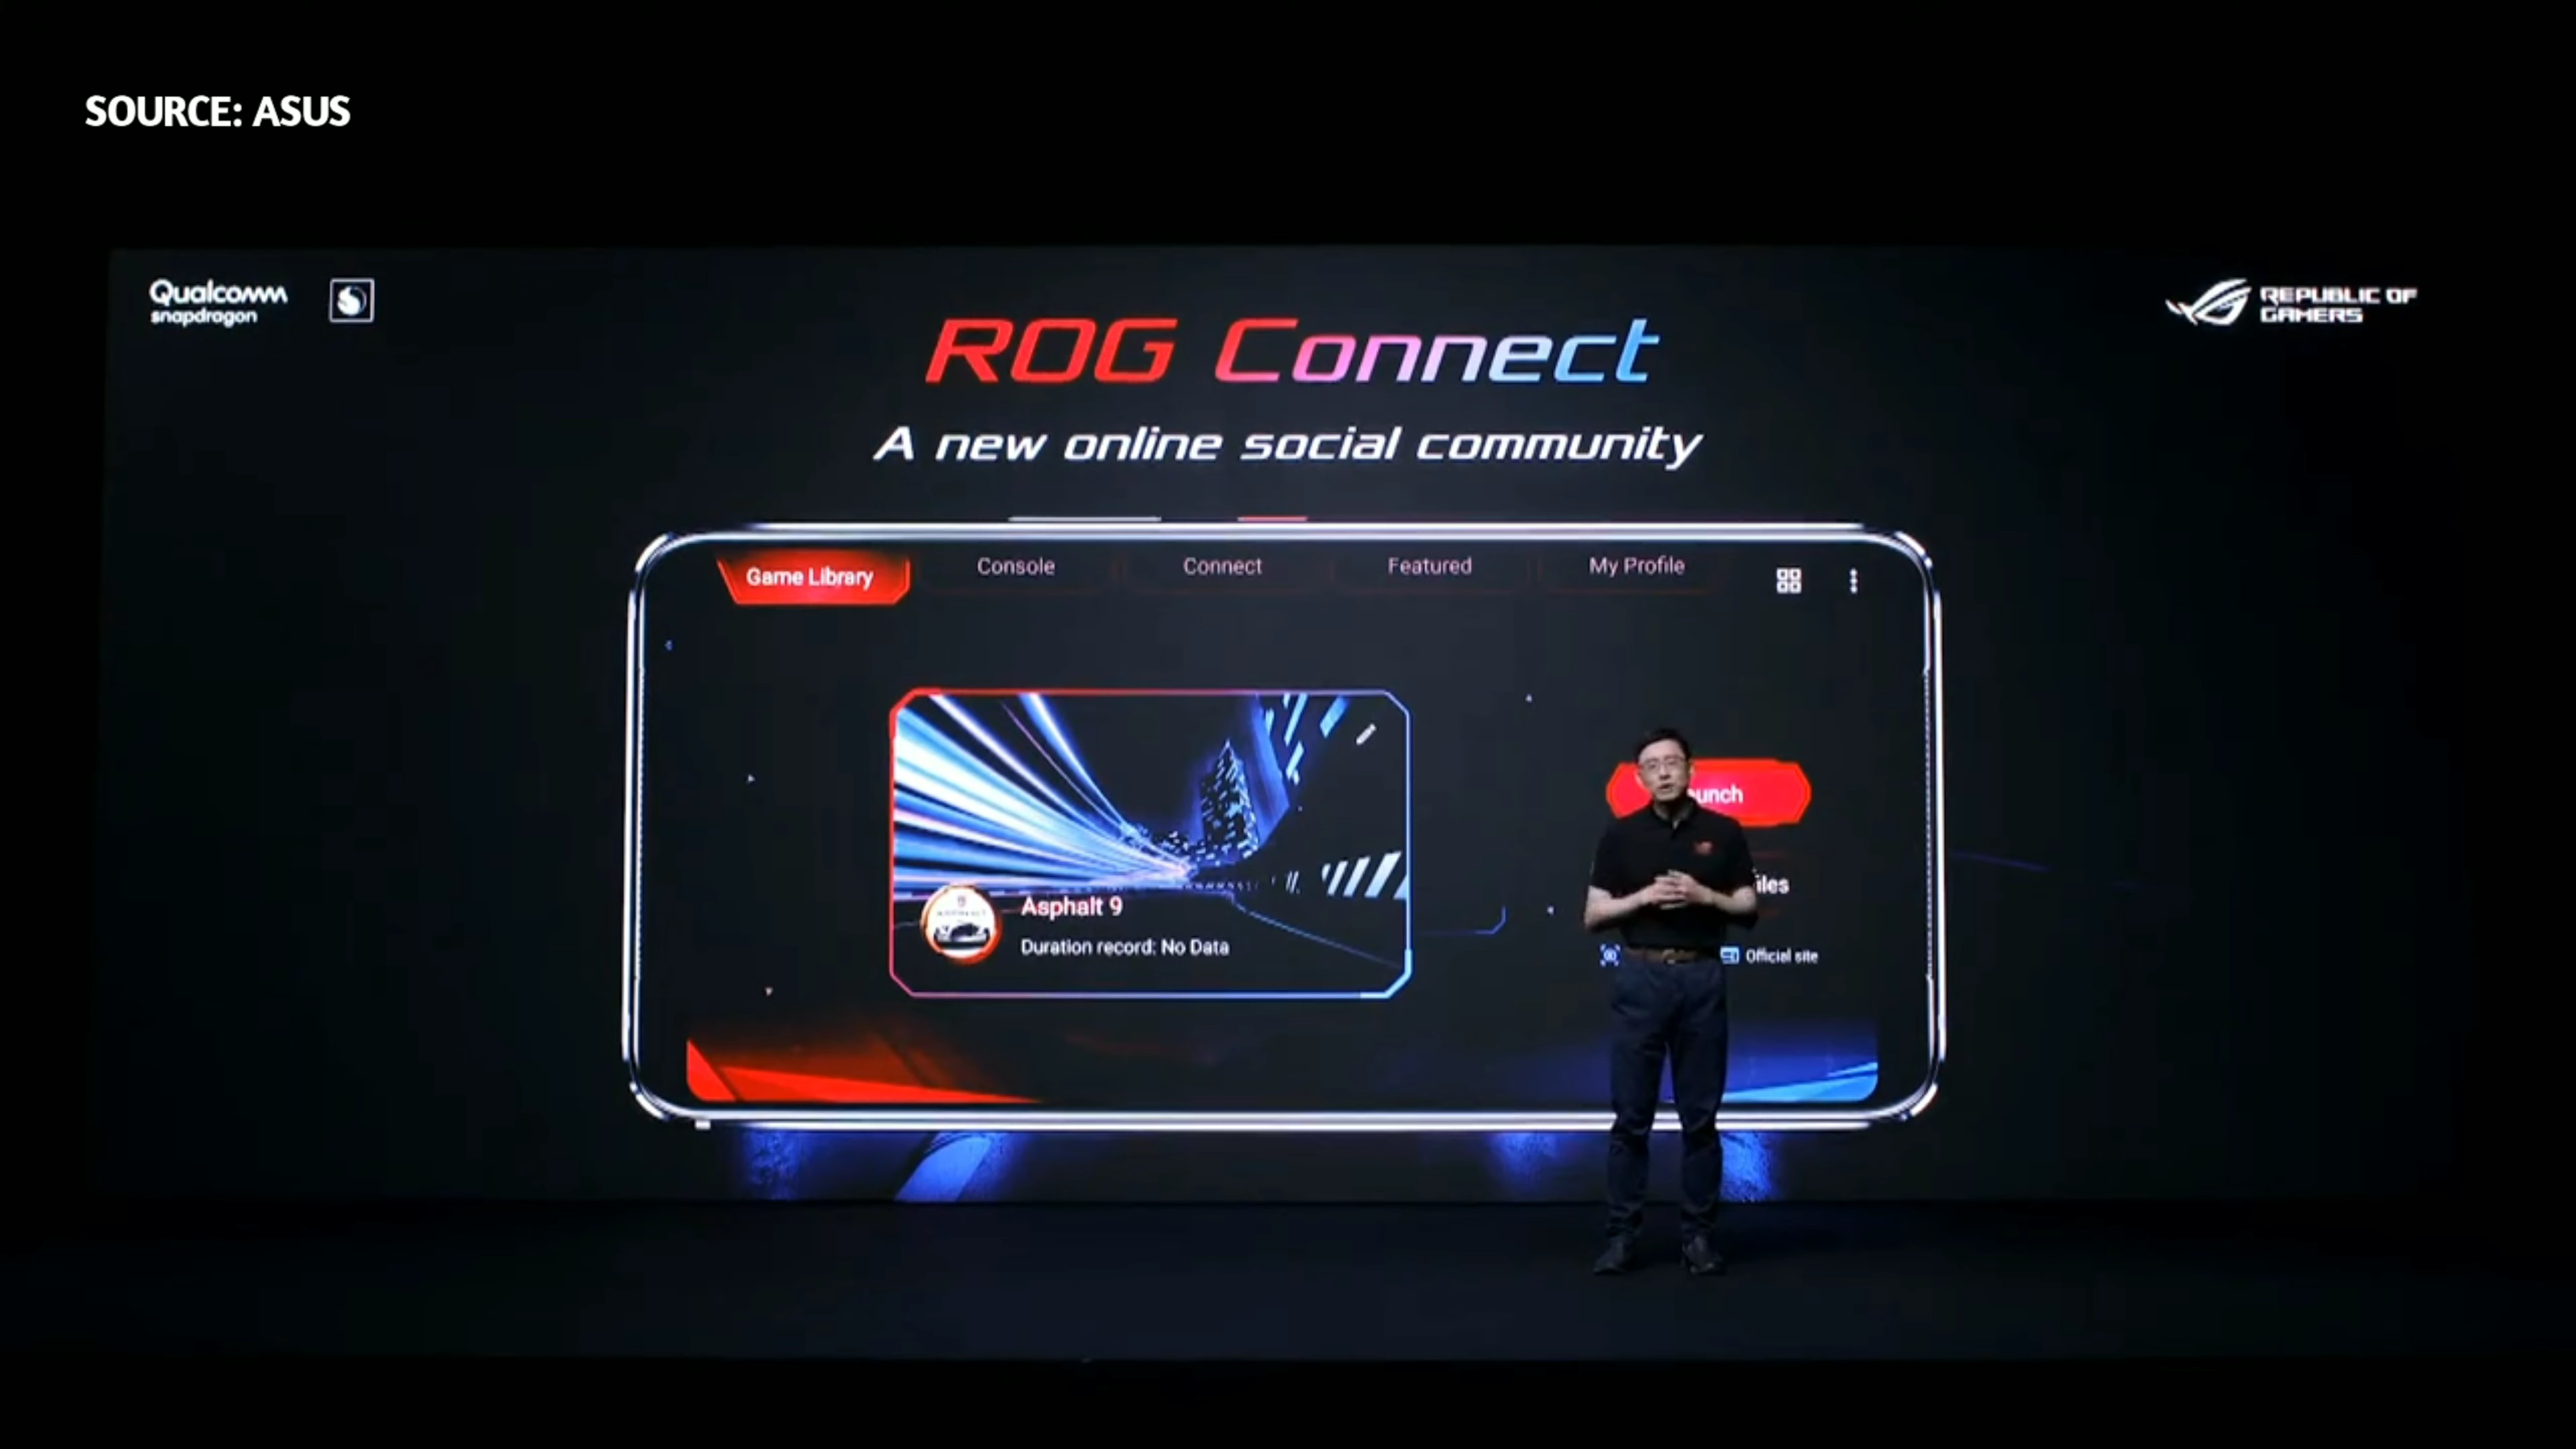 SOURCE: ASUS
Qualcomm
snapdragon
REPUBLIC OF
GAMERS
ROG Connect
A new online social community
Game Library
Console
Connect
Featured
My Profile
Asphalt 9
Duration record: No Data
Official site